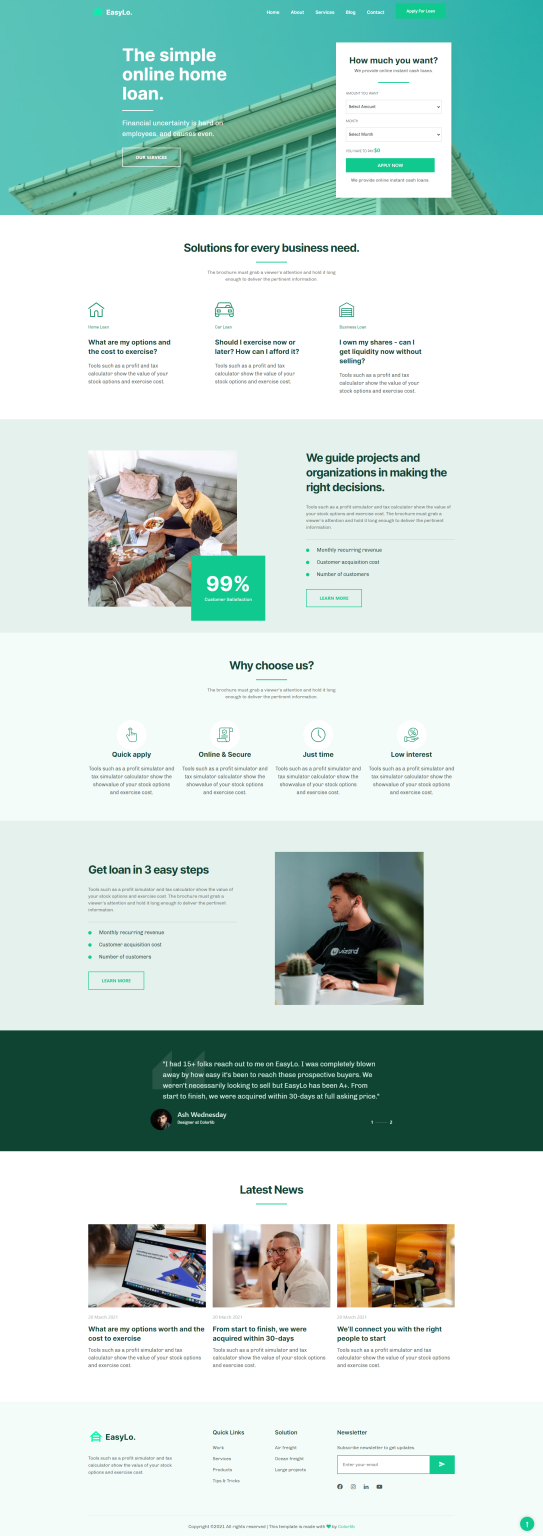 EasyLo.
Home About Services Blog Contact Apply For Loan
The simple
online home
loan.
Financial uncertainty is hard on
employees, and causes even.
OUR SERVICES
How much you want?
We provide online instant cash loans
AMOUNT YOU WANT
Select Amount
MONTH
Select Month
YOU HAVE TO PAY $0
APPLY NOW
We provide online instant cash loans.
Solutions for every business need.
The brochure must grab a viewer's attention and hold it long
enough to deliver the pertinent information.
Home Loan
What are my options and
the cost to exercise?
Tools such as a profit and tax
calculator show the value of your
stock options and exercise cost.
Car Loan
Should I exercise now or
later? How can I afford it?
Tools such as a profit and tax
calculator show the value of your
stock options and exercise cost.
Business Loan
I own my shares - can I
get liquidity now without
selling?
Tools such as a profit and tax
calculator show the value of your
stock options and exercise cost.
99%
Customer Satisfaction
We guide projects and
organizations in making the
right decisions.
Tools such as a profit simulator and tax calculator show the value of
your stock options and exercise cost. The brochure must grab a
viewer's attention and hold it long enough to deliver the pertinent
information.
Monthly recurring revenue
Customer acquisition cost
Number of customers
LEARN MORE
Why choose us?
The brochure must grab a viewer's attention and hold it long
enough to deliver the pertinent information.
Quick apply
Tools such as a profit simulator and
tax simulator calculator show the
showvalue of your stock options
and exercise cost.
Online & Secure
Tools such as a profit simulator and
tax simulator calculator show the
showvalue of your stock options
and exercise cost.
Just time
Tools such as a profit simulator and
tax simulator calculator show the
showvalue of your stock options
and exercise cost.
Low interest
Tools such as a profit simulator and
tax simulator calculator show the
showvalue of your stock options
and exercise cost.
Get loan in 3 easy steps
Tools such as a profit simulator and tax calculator show the value of
your stock options and exercise cost. The brochure must grab a
viewer's attention and hold it long enough to deliver the pertinent
information.
Monthly recurring revenue
Customer acquisition cost
Number of customers
LEARN MORE
wizard
"I had 15+ folks reach out to me on EasyLo. I was completely blown
away by how easy it's been to reach these prospective buyers. We
weren't necessarily looking to sell but EasyLo has been A+. From
start to finish, we were acquired within 30-days at full asking price."
Ash Wednesday
Designer at Colorlib
1 2
Latest News
20 March 2021
What are my options worth and the
cost to exercise
Tools such as a profit simulator and tax
calculator show the value of your stock options
and exercise cost.
20 March 2021
From start to finish, we were
acquired within 30-days
Tools such as a profit simulator and tax
calculator show the value of your stock options
and exercise cost.
20 March 2021
We'll connect you with the right
people to start
Tools such as a profit simulator and tax
calculator show the value of your stock options
and exercise cost.
EasyLo.
Tools such as a profit simulator and tax
calculator show the value of your stock
options and exercise cost.
Quick Links
Work
Services
Products
Tips & Tricks
Solution
Air freight
Ocean freight
Large projects
Newsletter
Subscribe newsletter to get updates
Enter your email
Copyright ©2021 All rights reserved | This template is made with by Colorlib